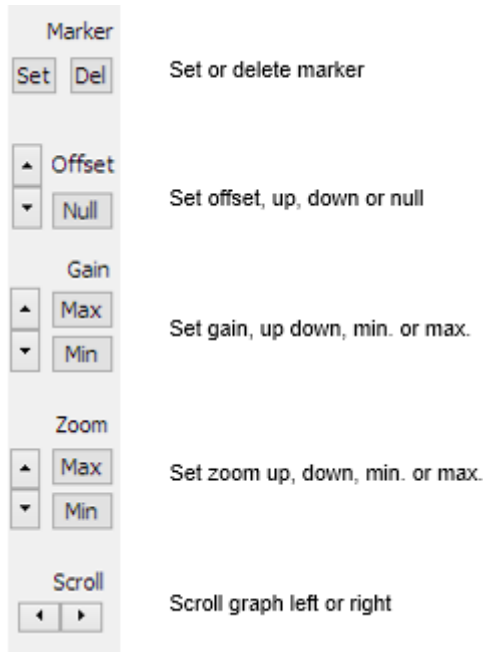 Marker
Set Del Set or delete marker
Offset
Null Set offset, up, down or null
Gain
Max
Min Set gain, up down, min. or max.
Zoom
Max
Min Set zoom up, down, min. or max.
Scroll
Scroll graph left or right